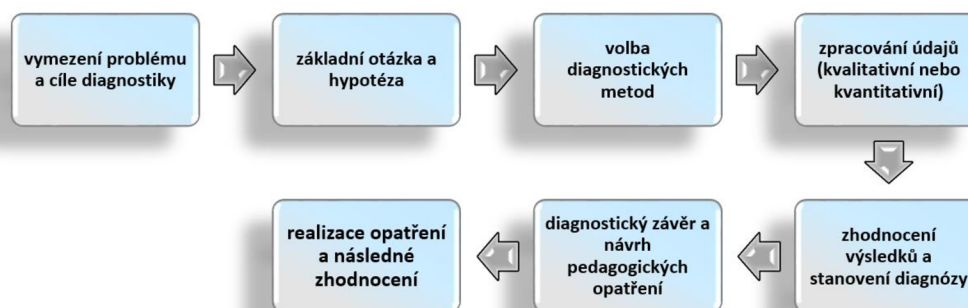 vymezení problému
a cíle diagnostiky
základní otázka a
hypotéza
volba
diagnostických
metod
zpracování údajů
(kvalitativní nebo
kvantitativní)
zhodnocení
výsledků a
stanovení diagnózy
diagnostický závěr a
návrh
pedagogických
opatření
realizace opatření
a následné
zhodnocení